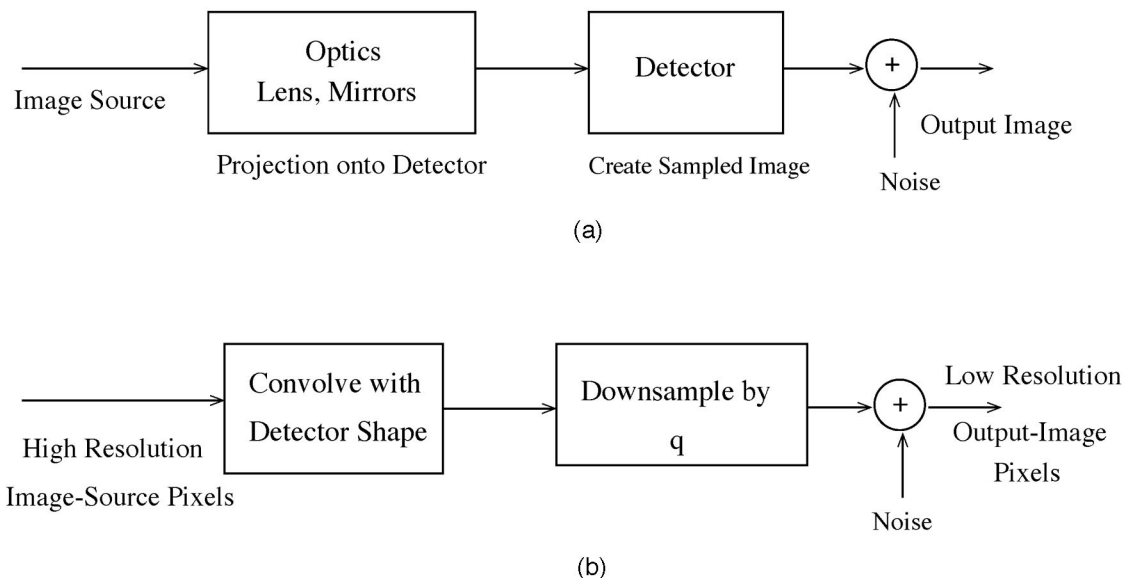 Optics
Lens, Mirrors
Detector
+
Image Source
Output Image
Projection onto Detector
Create Sampled Image
Noise
(a)
Convolve with
Detector Shape
Downsample by
q
+
Low Resolution
Output-Image
Pixels
High Resolution
Image-Source Pixels
Noise
(b)